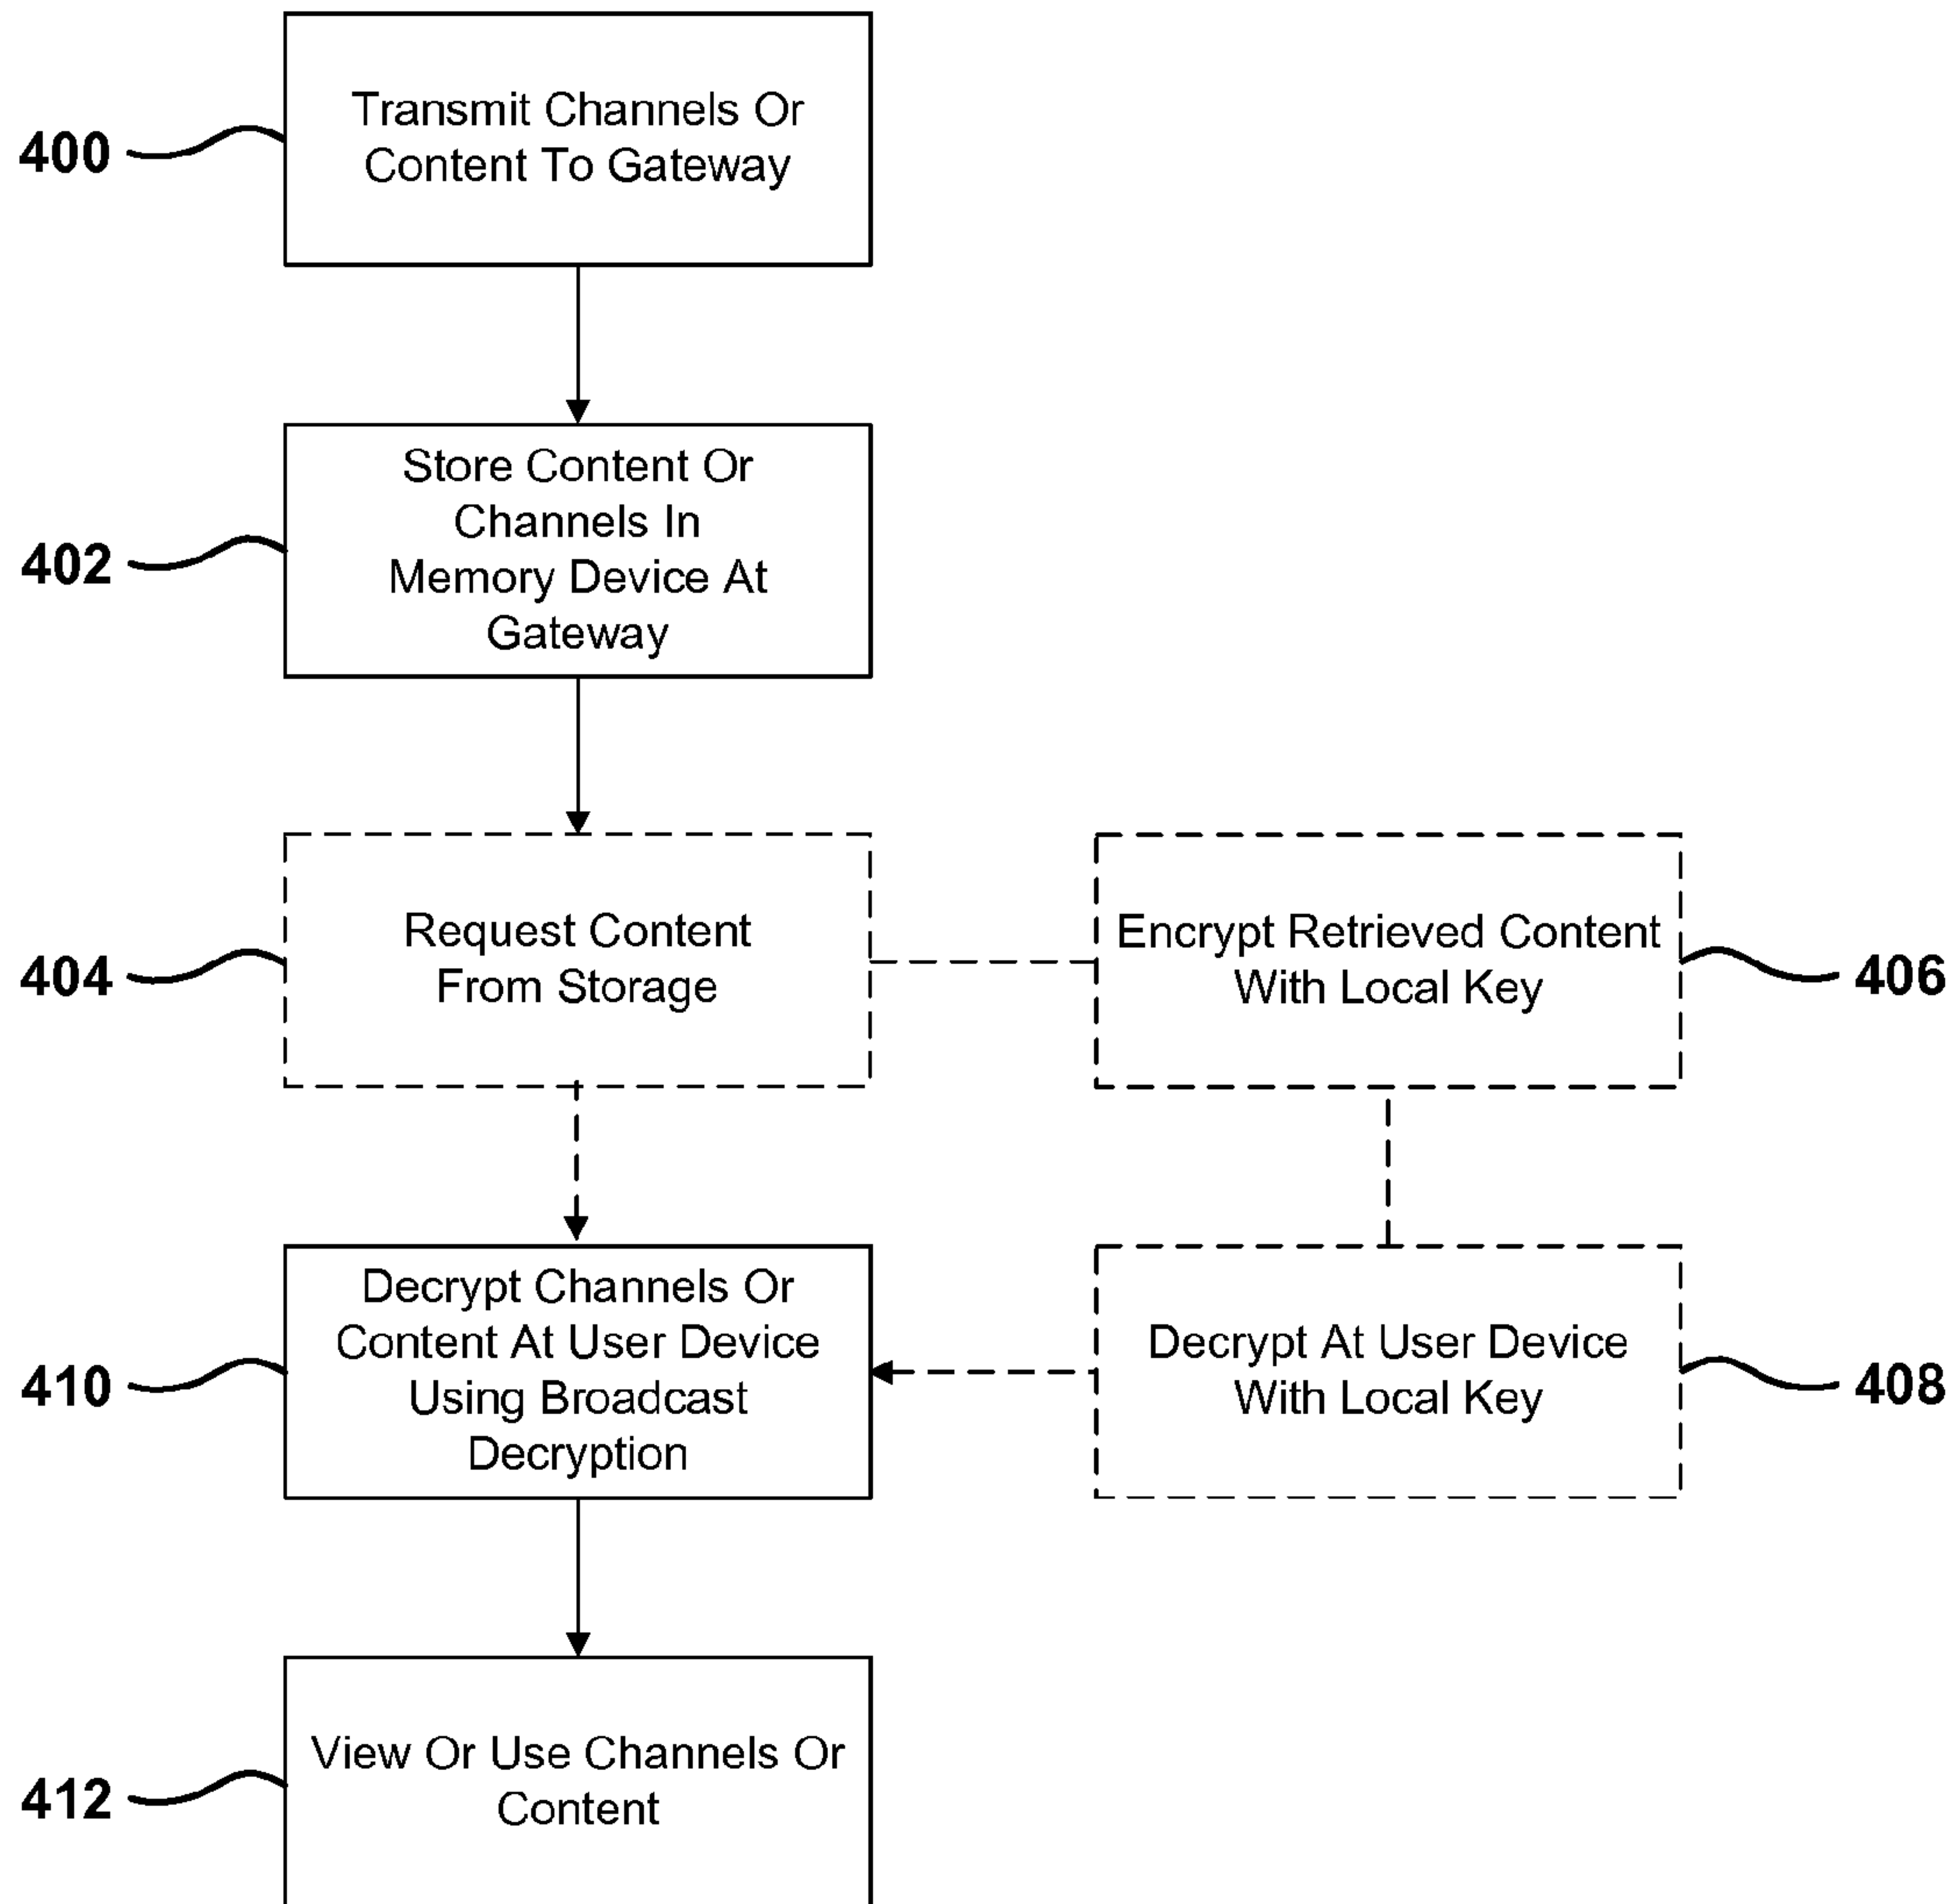 400
Transmit Channels Or
Content To Gateway
402
Store Content Or
Channels In
Memory Device At
Gateway
404
Request Content
From Storage
Encrypt Retrieved Content
With Local Key
406
410
Decrypt Channels Or
Content At User Device
Using Broadcast
Decryption
Decrypt At User Device
With Local Key
408
412
View Or Use Channels Or
Content